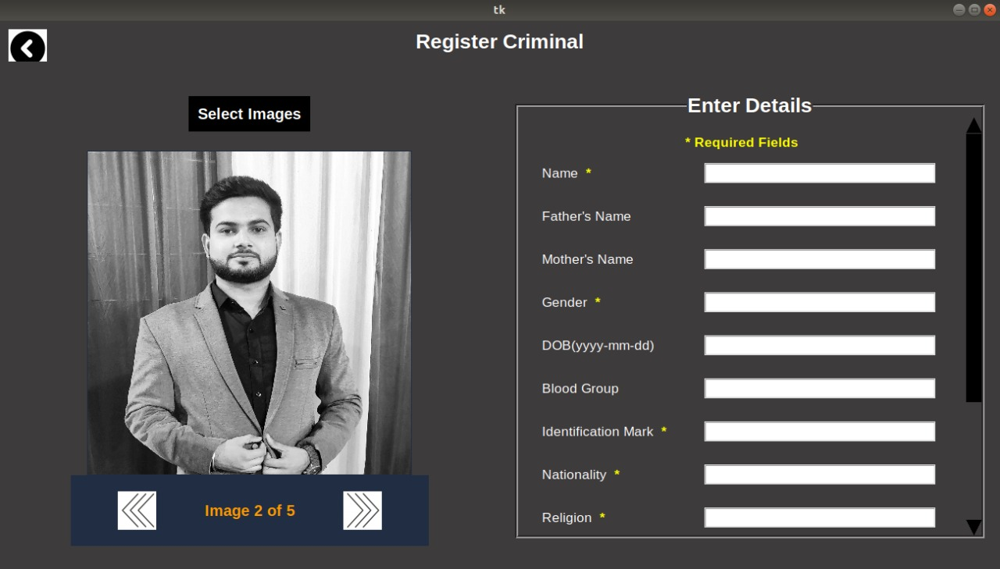 tk
Register Criminal
Select Images
Image 2 of 5
Enter Details
* Required Fields
Name *
Father's Name
Mother's Name
Gender *
DOB(yyyy-mm-dd)
Blood Group
Identification Mark *
Nationality *
Religion *